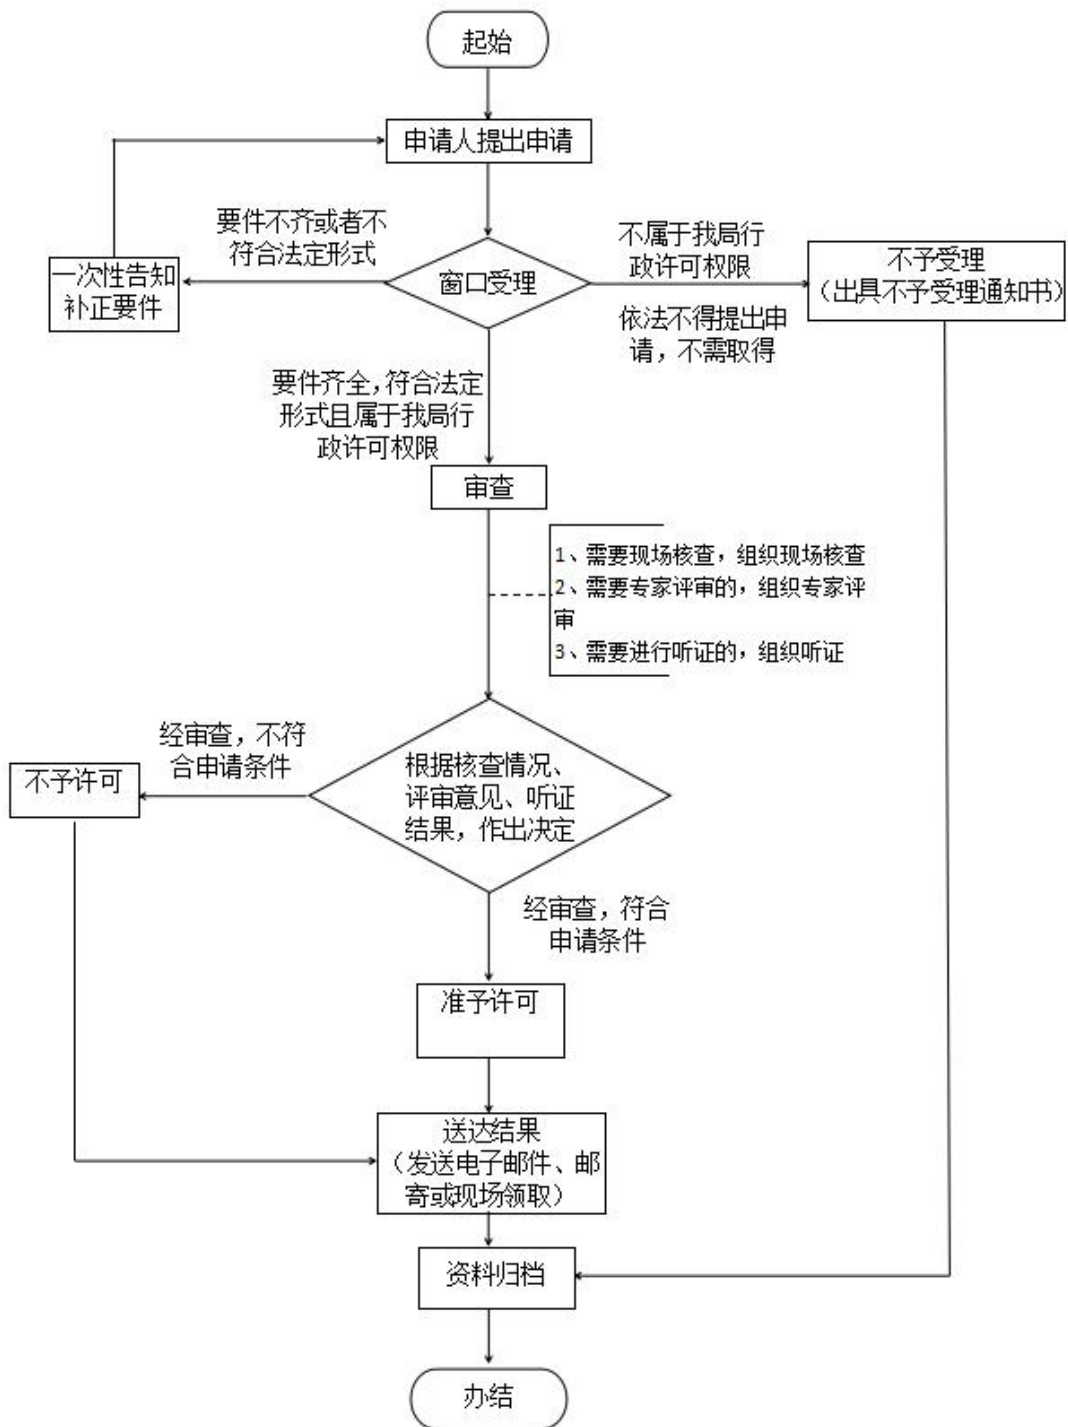 起始
申请人提出申请
要件不齐或者不
符合法定形式
不属于我局行
政许可权限
一次性告知
补正要件
窗口受理
不予受理
（出具不予受理通知书）
依法不得提出申
请，不需取得
要件齐全，符合法定
形式且属于我局行
政许可权限
审查
1、需要现场核查，组织现场核查
2、需要专家评审的，组织专家评
审
3、需要进行听证的，组织听证
经审查，不符
合申请条件
不予许可
根据核查情况、
评审意见、听证
结果，作出决定
经审查，符合
申请条件
准予许可
送达结果
（发送电子邮件、邮
寄或现场领取）
资料归档
办结